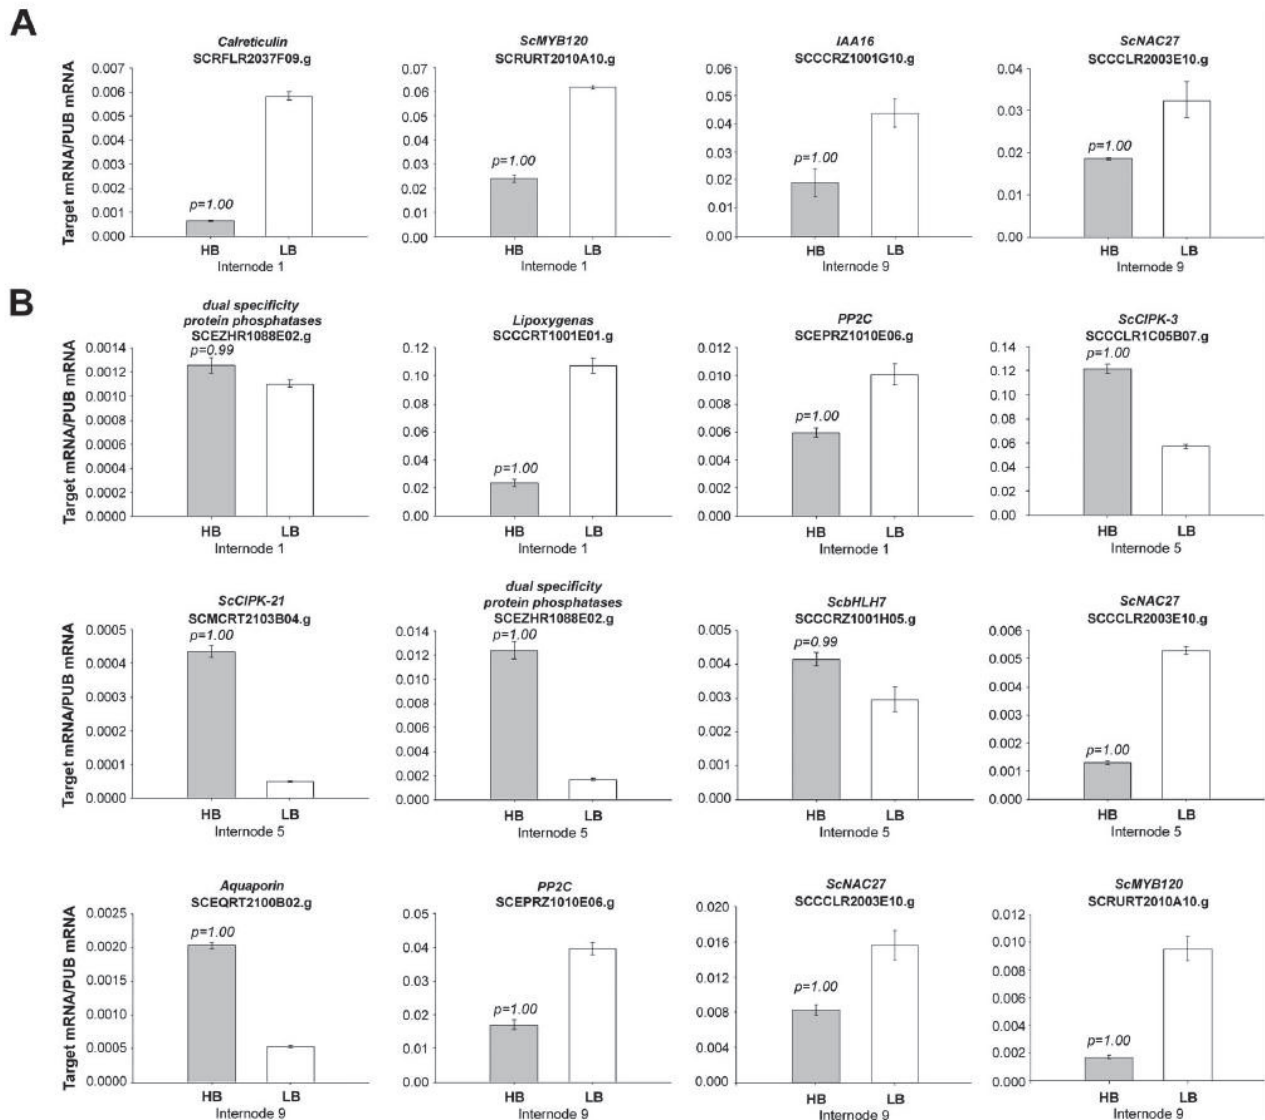 A
Calreticulin
SCRFLR2037F09.g
Target mRNA/PUB mRNA
0.007
0.006
0.005
0.004
0.003
0.002
0.001
0.000
p=1.00
HB
LB
Internode 1
ScMYB120
SCRURT2010A10.g
0.07
0.06
0.05
0.04
0.03
0.02
0.01
0.00
p=1.00
HB
LB
Internode 1
IAA16
SCCCRZ1001G10.g
0.06
0.05
0.04
0.03
0.02
0.01
0.00
p=1.00
HB
LB
Internode 9
ScNAC27
SCCCLR2003E10.g
0.04
0.03
0.02
0.01
0.00
p=1.00
HB
LB
Internode 9
B
dual specificity
protein phosphatases
SCEZHR1088E02.g
Target mRNA/PUB mRNA
0.0014
0.0012
0.0010
0.0008
0.0006
0.0004
0.0002
0.0000
p=0.99
HB
LB
Internode 1
Lipoxygenas
SCCCRT1001E01.g
0.12
0.10
0.08
0.06
0.04
0.02
0.00
p=1.00
HB
LB
Internode 1
PP2C
SCEPRZ1010E06.g
0.012
0.010
0.008
0.006
0.004
0.002
0.000
p=1.00
HB
LB
Internode 1
ScCIPK-3
SCCCLR1C05B07.g
0.14
0.12
0.10
0.08
0.06
0.04
0.02
0.00
p=1.00
HB
LB
Internode 5
ScCIPK-21
SCMCRT2103B04.g
Target mRNA/PUB mRNA
0.0005
0.0004
0.0003
0.0002
0.0001
0.0000
p=1.00
HB
LB
Internode 5
dual specificity
protein phosphatases
SCEZHR1088E02.g
0.014
0.012
0.010
0.008
0.006
0.004
0.002
0.000
p=1.00
HB
LB
Internode 5
ScbHLH7
SCCCRZ1001H05.g
0.005
0.004
0.003
0.002
0.001
0.000
p=0.99
HB
LB
Internode 5
ScNAC27
SCCCLR2003E10.g
0.006
0.005
0.004
0.003
0.002
0.001
0.000
p=1.00
HB
LB
Internode 5
Aquaporin
SCEQRT2100B02.g
Target mRNA/PUB mRNA
0.0025
0.0020
0.0015
0.0010
0.0005
0.0000
p=1.00
HB
LB
Internode 9
PP2C
SCEPRZ1010E06.g
0.05
0.04
0.03
0.02
0.01
0.00
p=1.00
HB
LB
Internode 9
ScNAC27
SCCCLR2003E10.g
0.020
0.016
0.012
0.008
0.004
0.000
p=1.00
HB
LB
Internode 9
ScMYB120
SCRURT2010A10.g
0.012
0.010
0.008
0.006
0.004
0.002
0.000
p=1.00
HB
LB
Internode 9